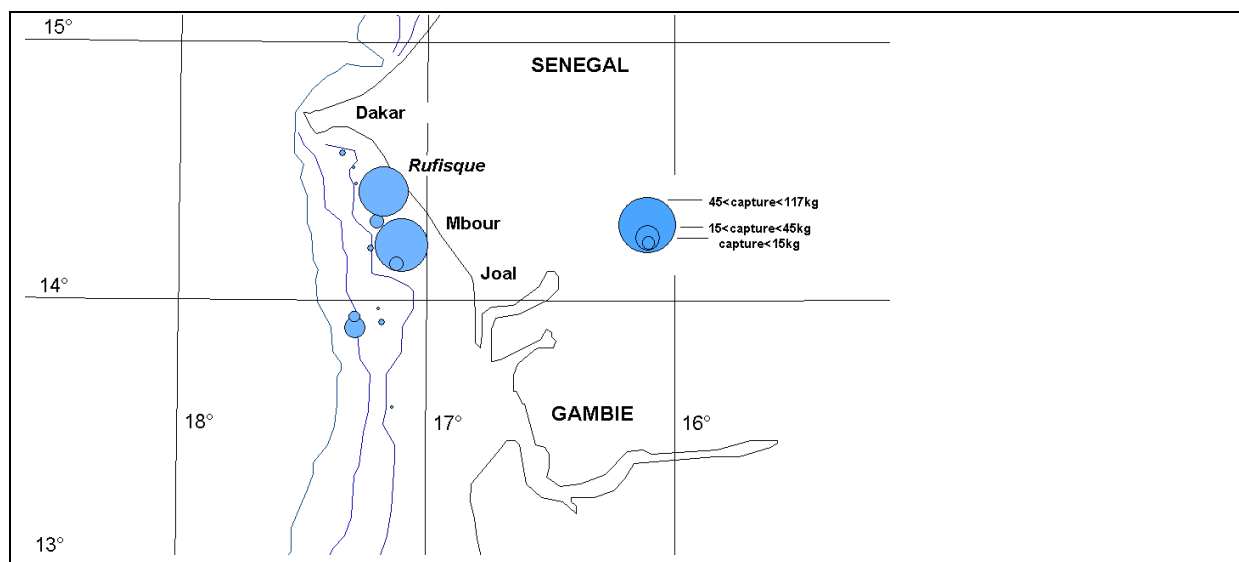 15°
SENEGAL
Dakar
Rufisque
45<capture<117kg
Mbour
15<capture<45kg
capture<15kg
Joal
14°
18°
17°
16°
GAMBIE
13°